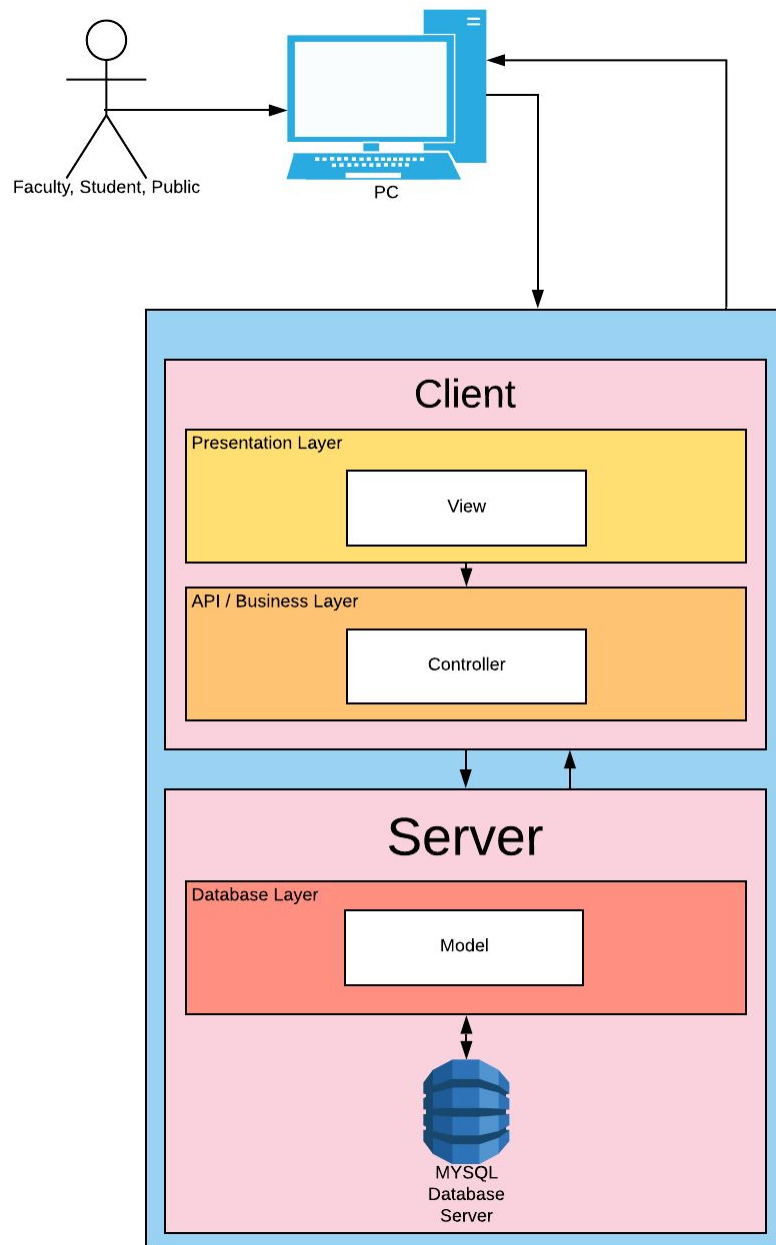 Faculty, Student, Public
PC
Client
Presentation Layer
View
API / Business Layer
Controller
Server
Database Layer
Model
MYSQL
Database
Server